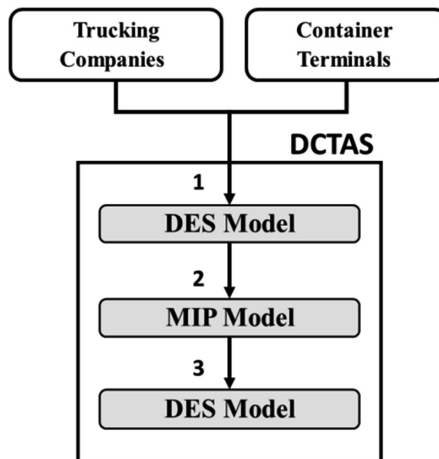 Trucking
Companies
Container
Terminals
DCTAS
1
DES Model
2
MIP Model
3
DES Model